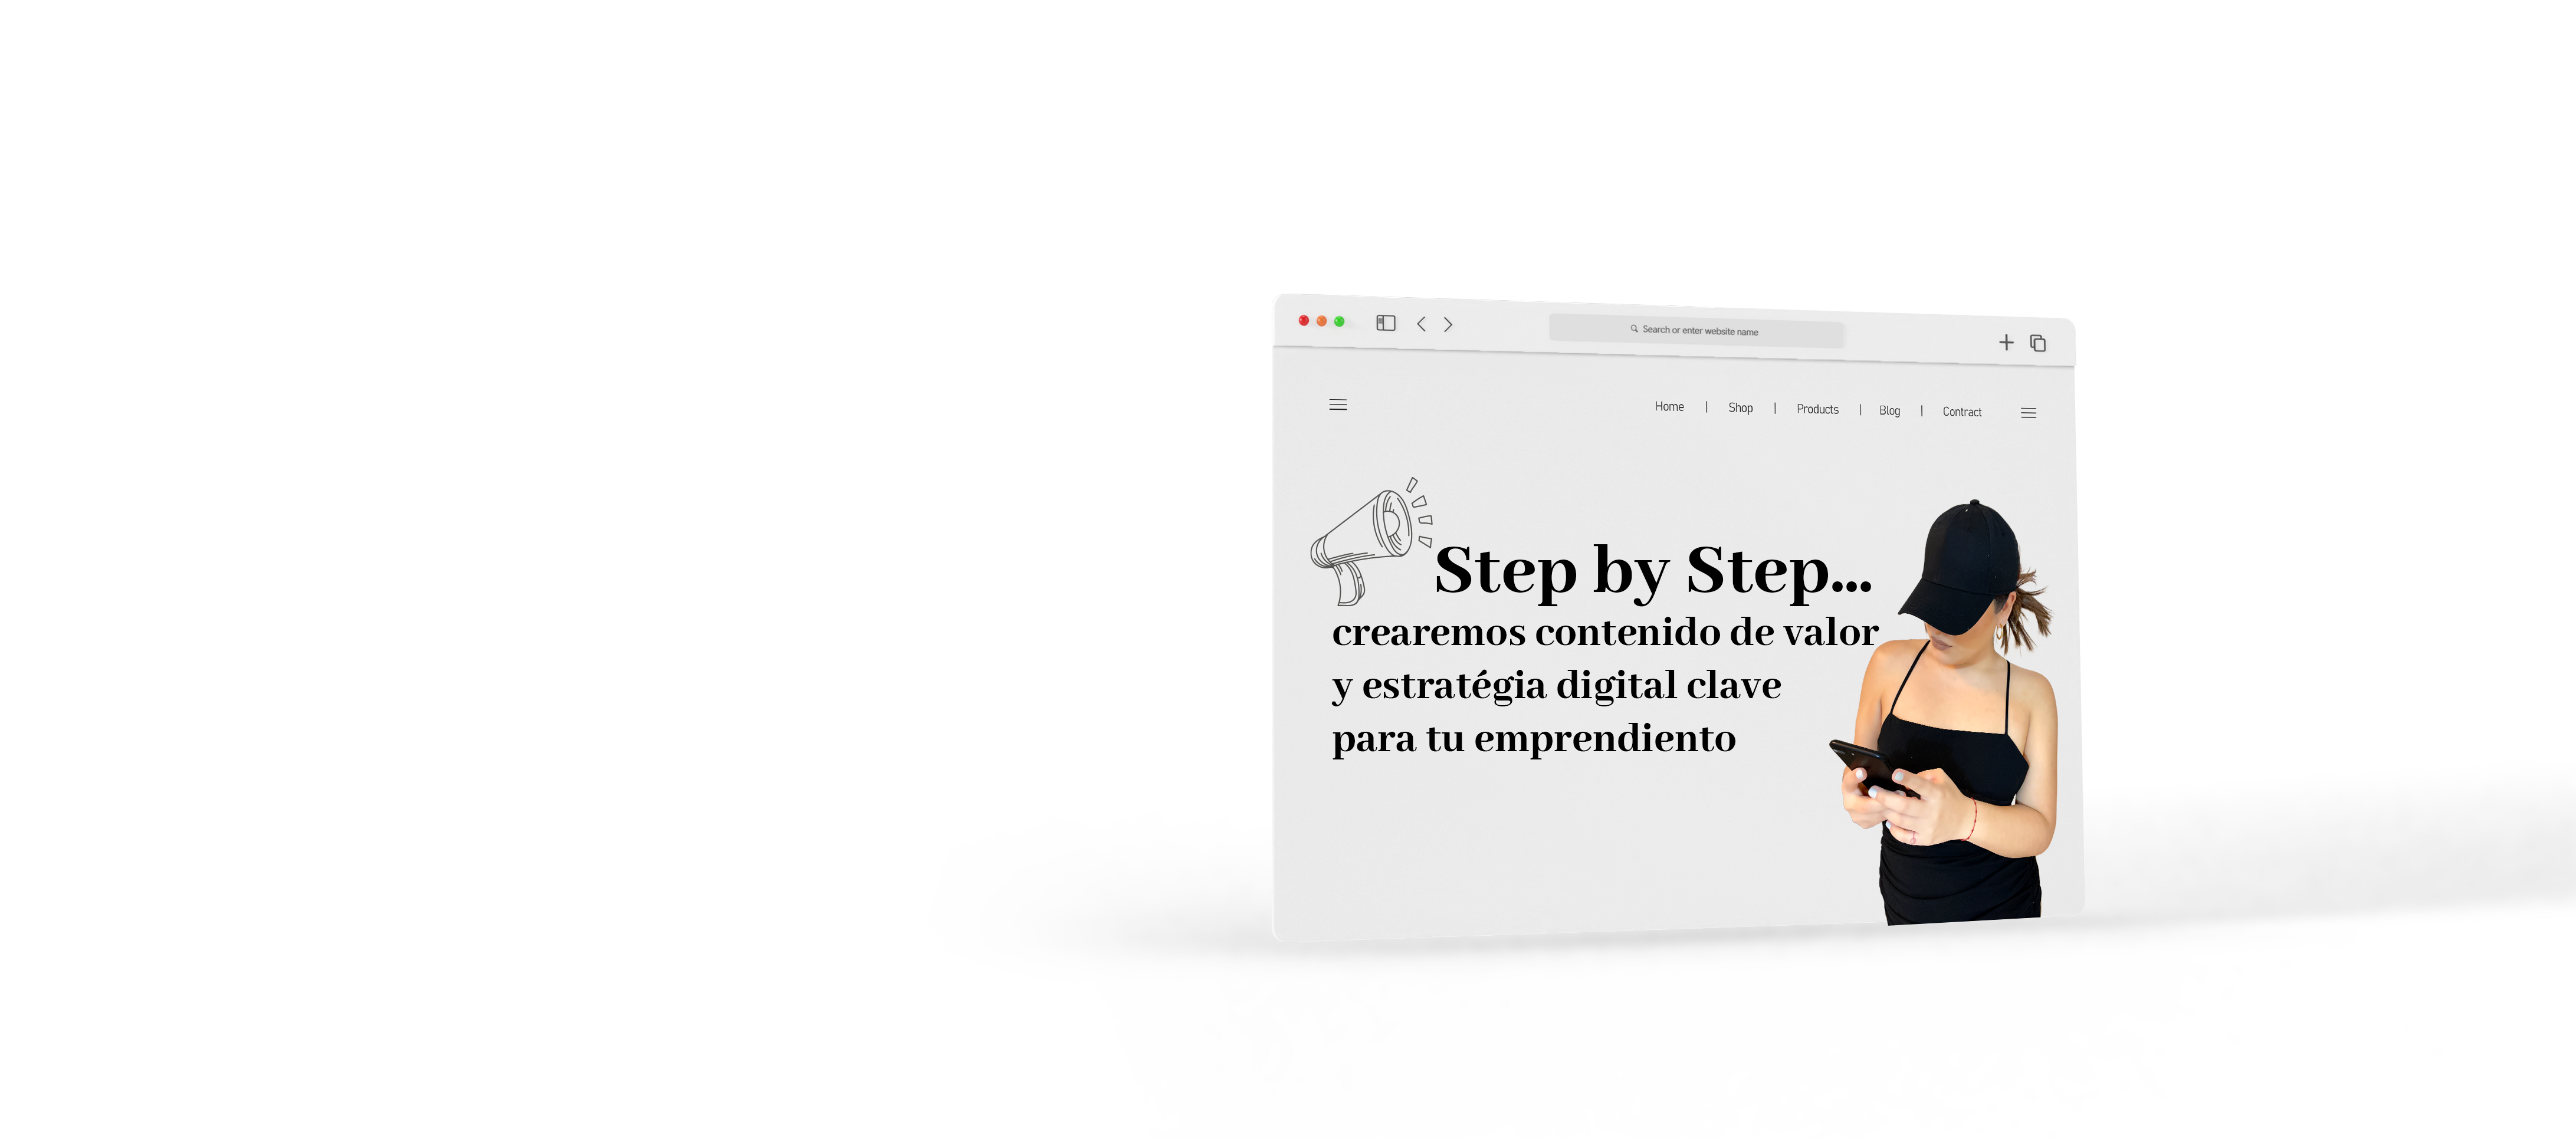 Search or enter website name
Home | Shop | Products | Blog | Contract
Step by Step...
crearemos contenido de valor
y estratégia digital clave
para tu emprendiento